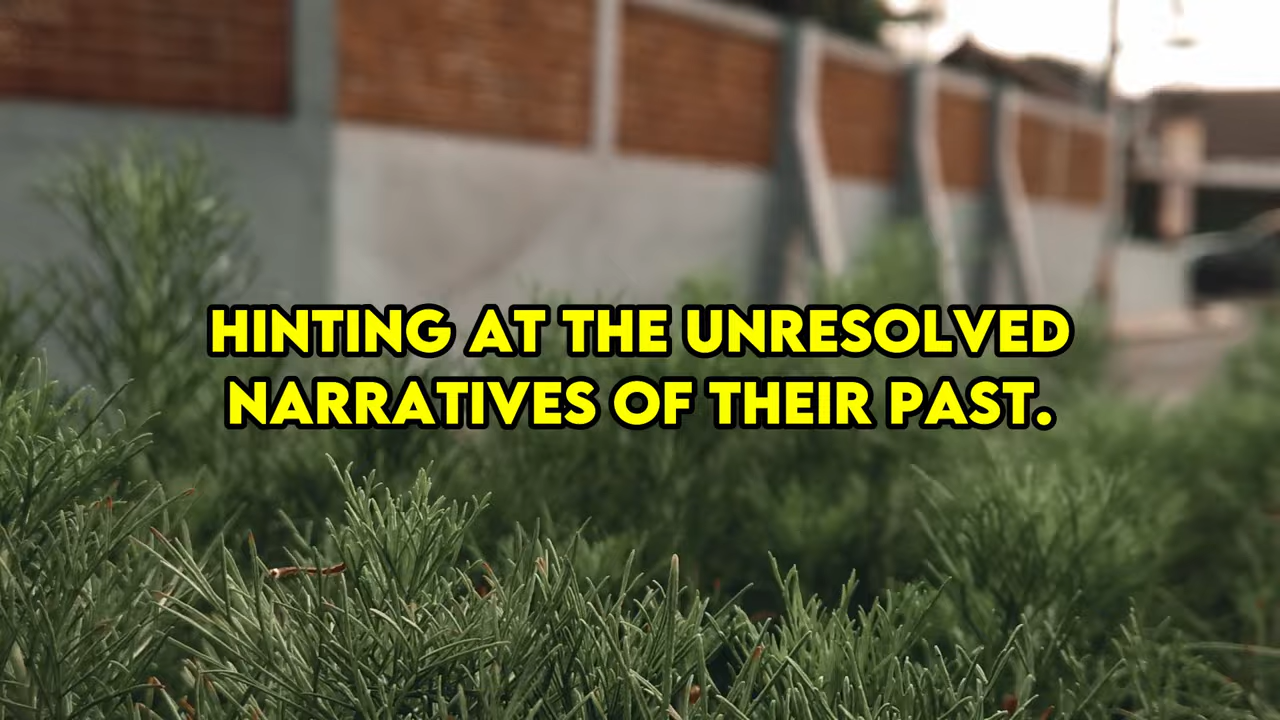 HINTING AT THE UNRESOLVED
NARRATIVES OF THEIR PAST.